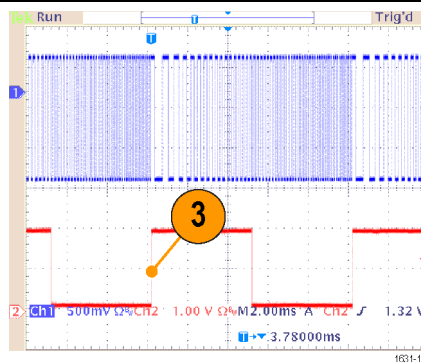 Run
Trig'd
T
T
1
3
2
Ch1 500mV Ω Ch2 1.00 V Ω M 2.00ms A Ch2 1.32 V
T 3.78000ms
1631-1